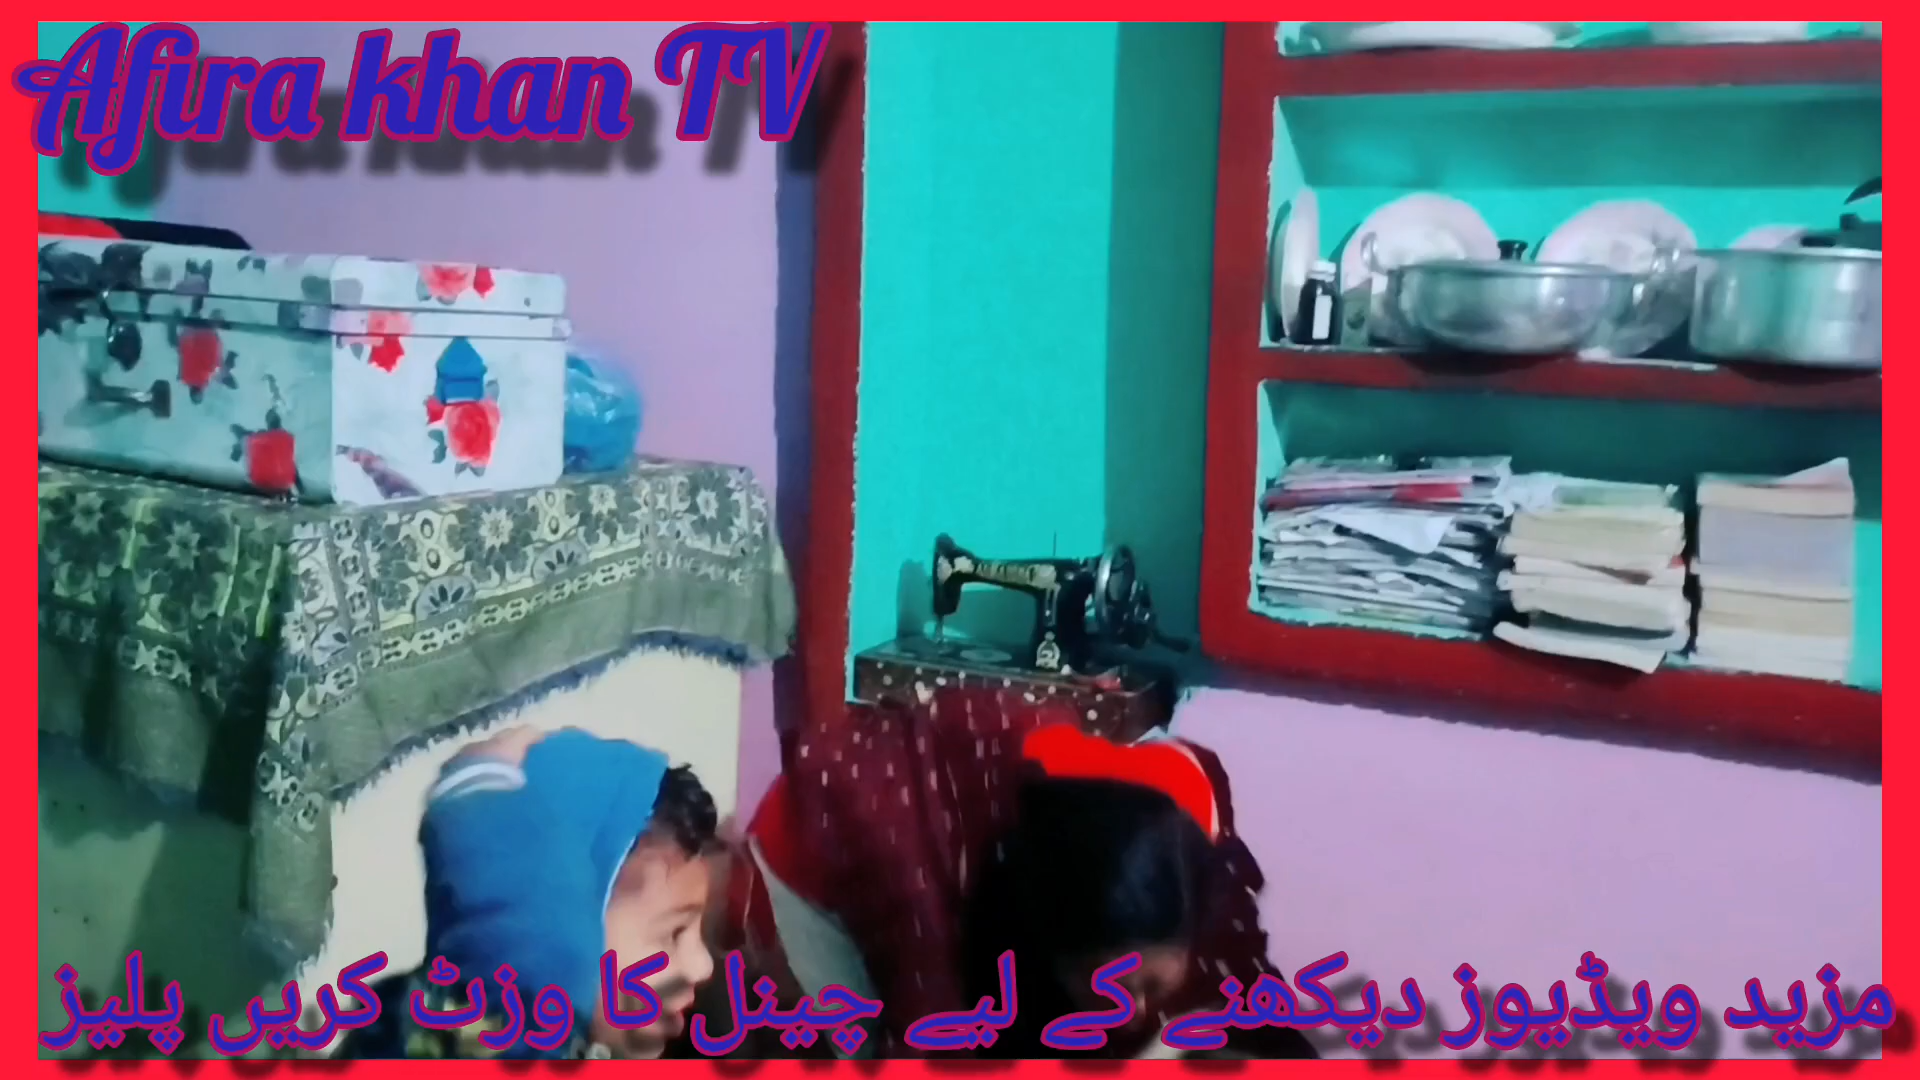 Afira khan TV
مزید ویڈیوز دیکھنے کے لیے چینل کا وزٹ کریں پلیز